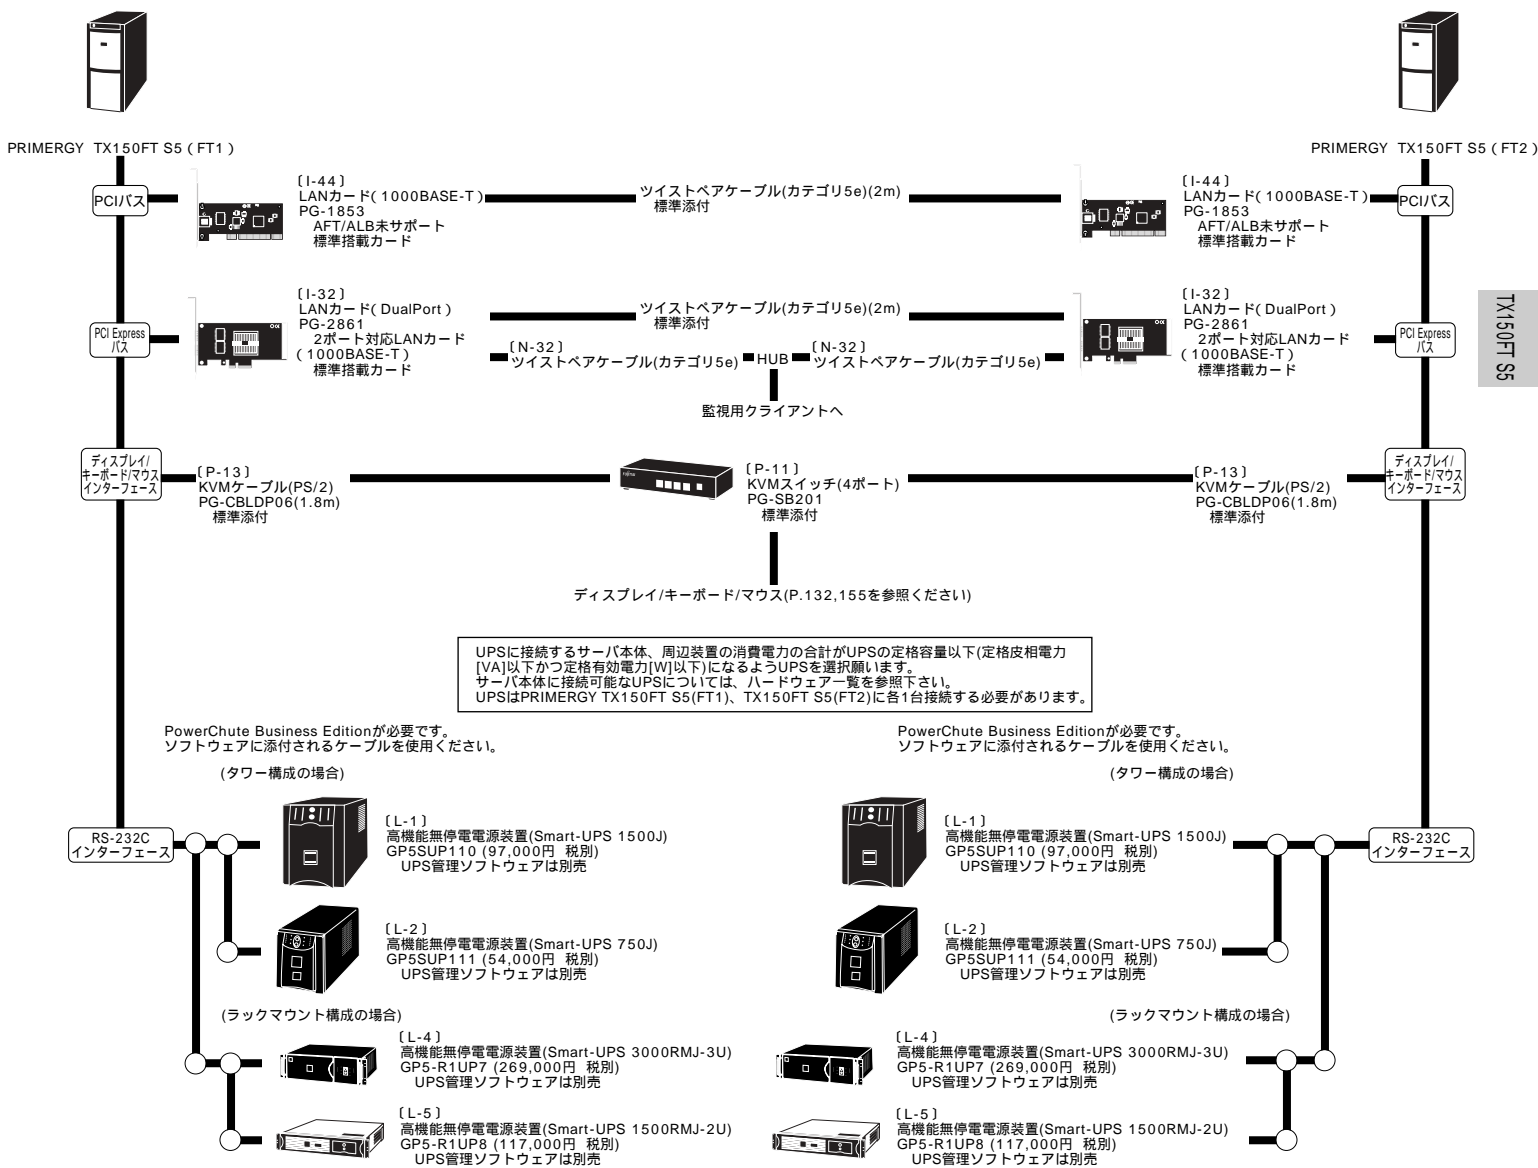 PRIMERGY TX150FT S5 ( FT1 )
PRIMERGY TX150FT S5 ( FT2 )
PCIバス
〔I-44〕
LANカード( 1000BASE-T )
PG-1853
AFT/ALB未サポート
標準搭載カード
ツイストペアケーブル(カテゴリ5e)(2m)
標準添付
〔I-44〕
LANカード( 1000BASE-T )
PG-1853
AFT/ALB未サポート
標準搭載カード
PCIバス
PCI Express
バス
〔I-32〕
LANカード( DualPort )
PG-2861
2ポート対応LANカード
( 1000BASE-T )
標準搭載カード
ツイストペアケーブル(カテゴリ5e)(2m)
標準添付
〔N-32〕
ツイストペアケーブル(カテゴリ5e)
HUB
〔N-32〕
ツイストペアケーブル(カテゴリ5e)
監視用クライアントへ
〔I-32〕
LANカード( DualPort )
PG-2861
2ポート対応LANカード
( 1000BASE-T )
標準搭載カード
PCI Express
バス
TX150FT S5
ディスプレイ/
キーボード/マウス
インターフェース
〔P-13〕
KVMケーブル(PS/2)
PG-CBLDP06(1.8m)
標準添付
〔P-11〕
KVMスイッチ(4ポート)
PG-SB201
標準添付
〔P-13〕
KVMケーブル(PS/2)
PG-CBLDP06(1.8m)
標準添付
ディスプレイ/
キーボード/マウス
インターフェース
ディスプレイ/キーボード/マウス(P.132,155を参照ください)
UPSに接続するサーバ本体、周辺装置の消費電力の合計がUPSの定格容量以下(定格皮相電力
[VA]以下かつ定格有効電力[W]以下)になるようUPSを選択願います。
サーバ本体に接続可能なUPSについては、ハードウェア一覧を参照下さい。
UPSはPRIMERGY TX150FT S5(FT1)、TX150FT S5(FT2)に各1台接続する必要があります。
PowerChute Business Editionが必要です。
ソフトウェアに添付されるケーブルを使用ください。
(タワー構成の場合)
RS-232C
インターフェース
〔L-1〕
高機能無停電電源装置(Smart-UPS 1500J)
GP5SUP110 (97,000円 税別)
UPS管理ソフトウェアは別売
〔L-2〕
高機能無停電電源装置(Smart-UPS 750J)
GP5SUP111 (54,000円 税別)
UPS管理ソフトウェアは別売
(ラックマウント構成の場合)
〔L-4〕
高機能無停電電源装置(Smart-UPS 3000RMJ-3U)
GP5-R1UP7 (269,000円 税別)
UPS管理ソフトウェアは別売
〔L-5〕
高機能無停電電源装置(Smart-UPS 1500RMJ-2U)
GP5-R1UP8 (117,000円 税別)
UPS管理ソフトウェアは別売
PowerChute Business Editionが必要です。
ソフトウェアに添付されるケーブルを使用ください。
(タワー構成の場合)
〔L-1〕
高機能無停電電源装置(Smart-UPS 1500J)
GP5SUP110 (97,000円 税別)
UPS管理ソフトウェアは別売
RS-232C
インターフェース
〔L-2〕
高機能無停電電源装置(Smart-UPS 750J)
GP5SUP111 (54,000円 税別)
UPS管理ソフトウェアは別売
(ラックマウント構成の場合)
〔L-4〕
高機能無停電電源装置(Smart-UPS 3000RMJ-3U)
GP5-R1UP7 (269,000円 税別)
UPS管理ソフトウェアは別売
〔L-5〕
高機能無停電電源装置(Smart-UPS 1500RMJ-2U)
GP5-R1UP8 (117,000円 税別)
UPS管理ソフトウェアは別売